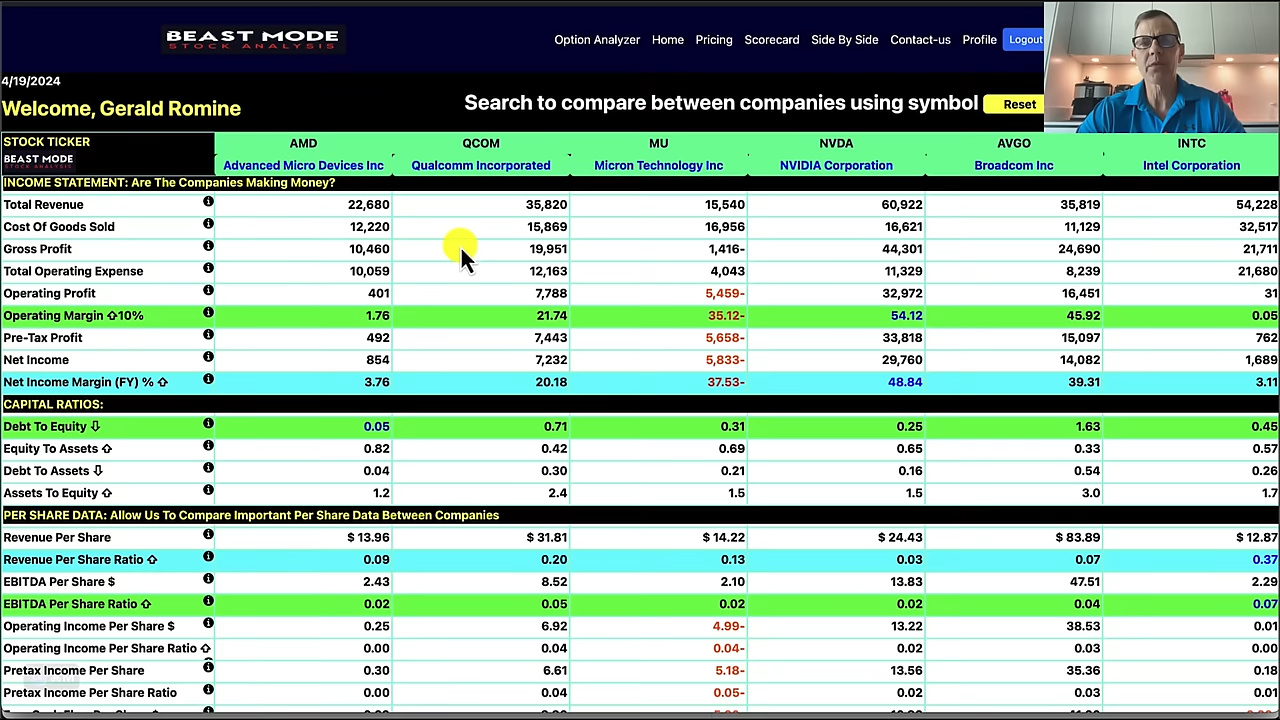 BEAST MODE
STOCK ANALYSIS
Option Analyzer Home Pricing Scorecard Side By Side Contact-us Profile Logout
4/19/2024
Welcome, Gerald Romine
Search to compare between companies using symbol Reset
STOCK TICKER AMD QCOM MU NVDA AVGO INTC
BEAST MODE
STOCK ANALYSIS
Advanced Micro Devices Inc Qualcomm Incorporated Micron Technology Inc NVIDIA Corporation Broadcom Inc Intel Corporation
INCOME STATEMENT: Are The Companies Making Money?
Total Revenue 22,680 35,820 15,540 60,922 35,819 54,228
Cost Of Goods Sold 12,220 15,869 16,956 16,621 11,129 32,517
Gross Profit 10,460 19,951 1,416- 44,301 24,690 21,711
Total Operating Expense 10,059 12,163 4,043 11,329 8,239 21,680
Operating Profit 401 7,788 5,459- 32,972 16,451 31
Operating Margin ⇧10% 1.76 21.74 35.12- 54.12 45.92 0.05
Pre-Tax Profit 492 7,443 5,658- 33,818 15,097 762
Net Income 854 7,232 5,833- 29,760 14,082 1,689
Net Income Margin (FY) % ⇧ 3.76 20.18 37.53- 48.84 39.31 3.11
CAPITAL RATIOS:
Debt To Equity ⇩ 0.05 0.71 0.31 0.25 1.63 0.45
Equity To Assets ⇧ 0.82 0.42 0.69 0.65 0.33 0.57
Debt To Assets ⇩ 0.04 0.30 0.21 0.16 0.54 0.26
Assets To Equity ⇧ 1.2 2.4 1.5 1.5 3.0 1.7
PER SHARE DATA: Allow Us To Compare Important Per Share Data Between Companies
Revenue Per Share $ 13.96 $ 31.81 $ 14.22 $ 24.43 $ 83.89 $ 12.87
Revenue Per Share Ratio ⇧ 0.09 0.20 0.13 0.03 0.07 0.37
EBITDA Per Share $ 2.43 8.52 2.10 13.83 47.51 2.29
EBITDA Per Share Ratio ⇧ 0.02 0.05 0.02 0.02 0.04 0.07
Operating Income Per Share $ 0.25 6.92 4.99- 13.22 38.53 0.01
Operating Income Per Share Ratio ⇧ 0.00 0.04 0.04- 0.02 0.03 0.00
Pretax Income Per Share 0.30 6.61 5.18- 13.56 35.36 0.18
Pretax Income Per Share Ratio 0.00 0.04 0.05- 0.02 0.03 0.01